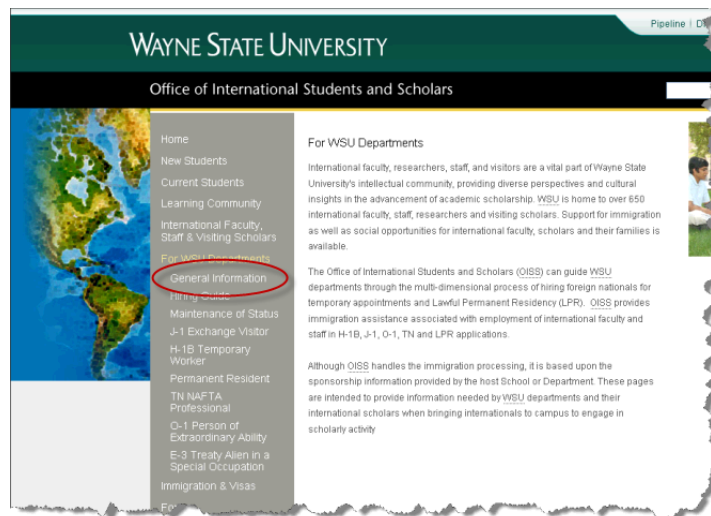 Pipeline | D
WAYNE STATE UNIVERSITY
Office of International Students and Scholars
Home
New Students
Current Students
Learning Community
International Faculty,
Staff & Visiting Scholars
For WSU Departments
General Information
Hiring Guide
Maintenance of Status
J-1 Exchange Visitor
H-1B Temporary
Worker
Permanent Resident
TN NAFTA
Professional
O-1 Person of
Extraordinary Ability
E-3 Treaty Alien in a
Special Occupation
Immigration & Visas
For WSU Departments
International faculty, researchers, staff, and visitors are a vital part of Wayne State
University's intellectual community, providing diverse perspectives and cultural
insights in the advancement of academic scholarship. WSU is home to over 650
international faculty, staff, researchers and visiting scholars. Support for immigration
as well as social opportunities for international faculty, scholars and their families is
available.
The Office of International Students and Scholars (OISS) can guide WSU
departments through the multi-dimensional process of hiring foreign nationals for
temporary appointments and Lawful Permanent Residency (LPR). OISS provides
immigration assistance associated with employment of international faculty and
staff in H-1B, J-1, O-1, TN and LPR applications.
Although OISS handles the immigration processing, it is based upon the
sponsorship information provided by the host School or Department. These pages
are intended to provide information needed by WSU departments and their
international scholars when bringing internationals to campus to engage in
scholarly activity